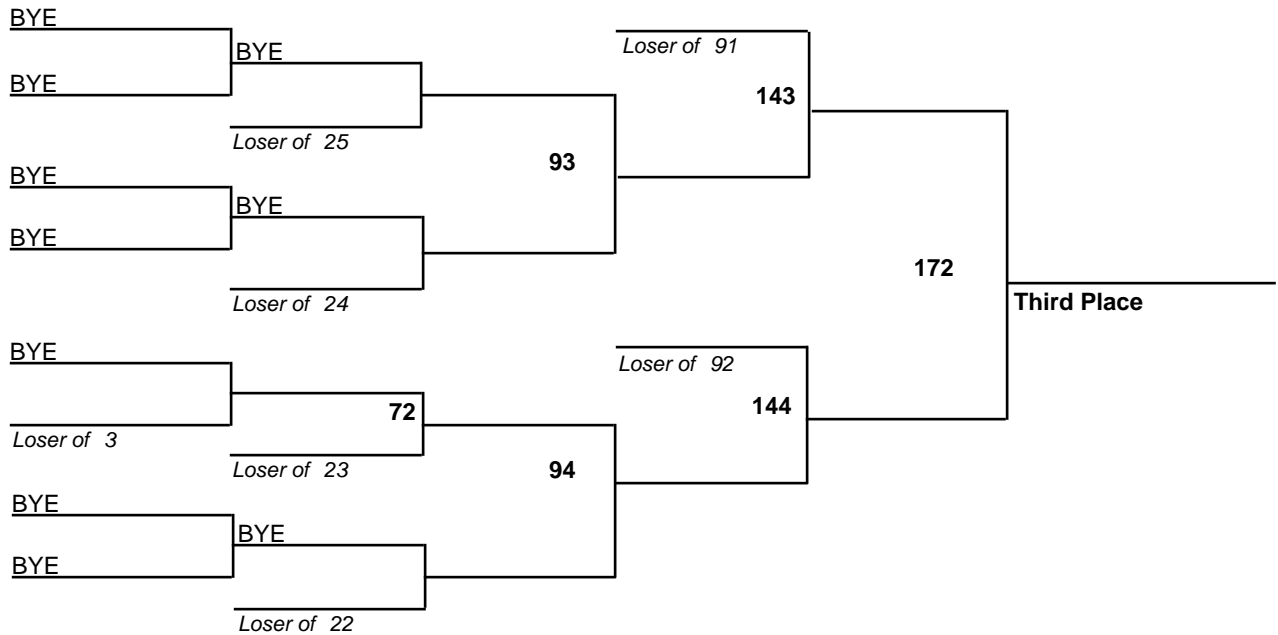 BYE
BYE
BYE
Loser of 25
BYE
BYE
BYE
Loser of 24
93
Loser of 91
143
BYE
Loser of 3
72
Loser of 23
BYE
BYE
BYE
Loser of 22
94
Loser of 92
144
172
Third Place